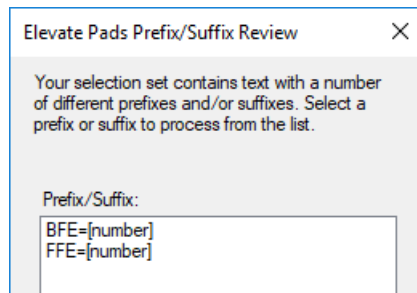 Elevate Pads Prefix/Suffix Review
Your selection set contains text with a number
of different prefixes and/or suffixes. Select a
prefix or suffix to process from the list.
Prefix/Suffix:
BFE=[number]
FFE=[number]